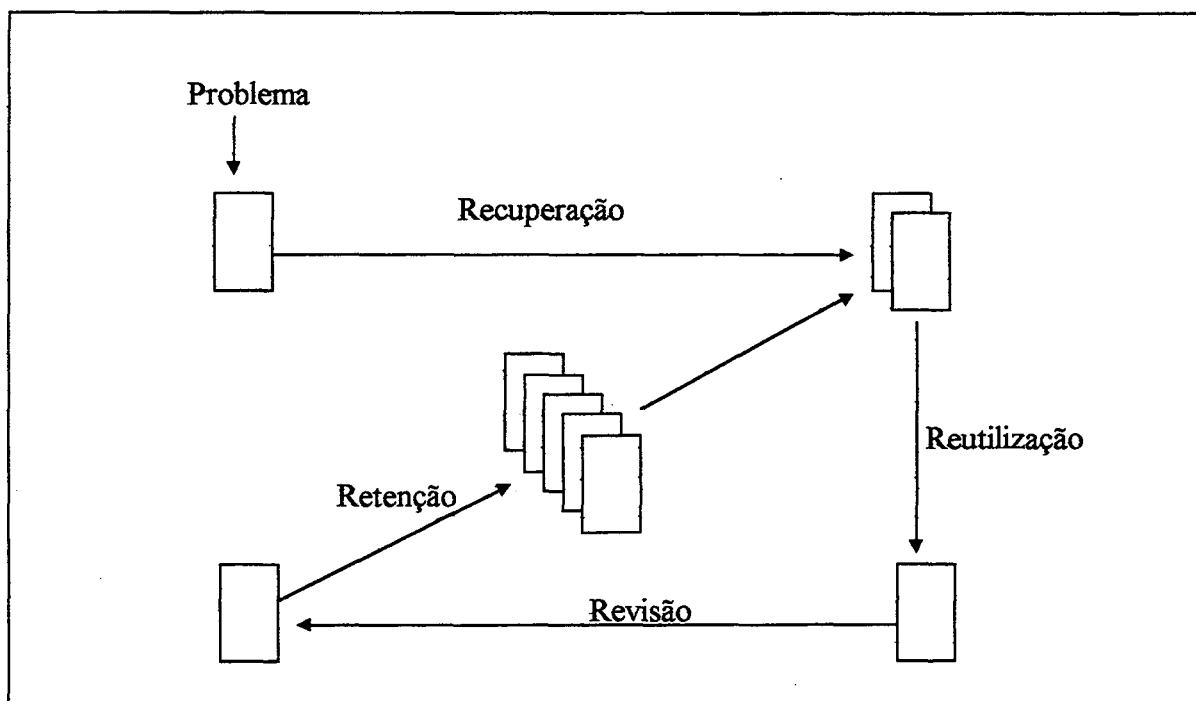 Problema
Recuperação
Reutilização
Retenção
Revisão